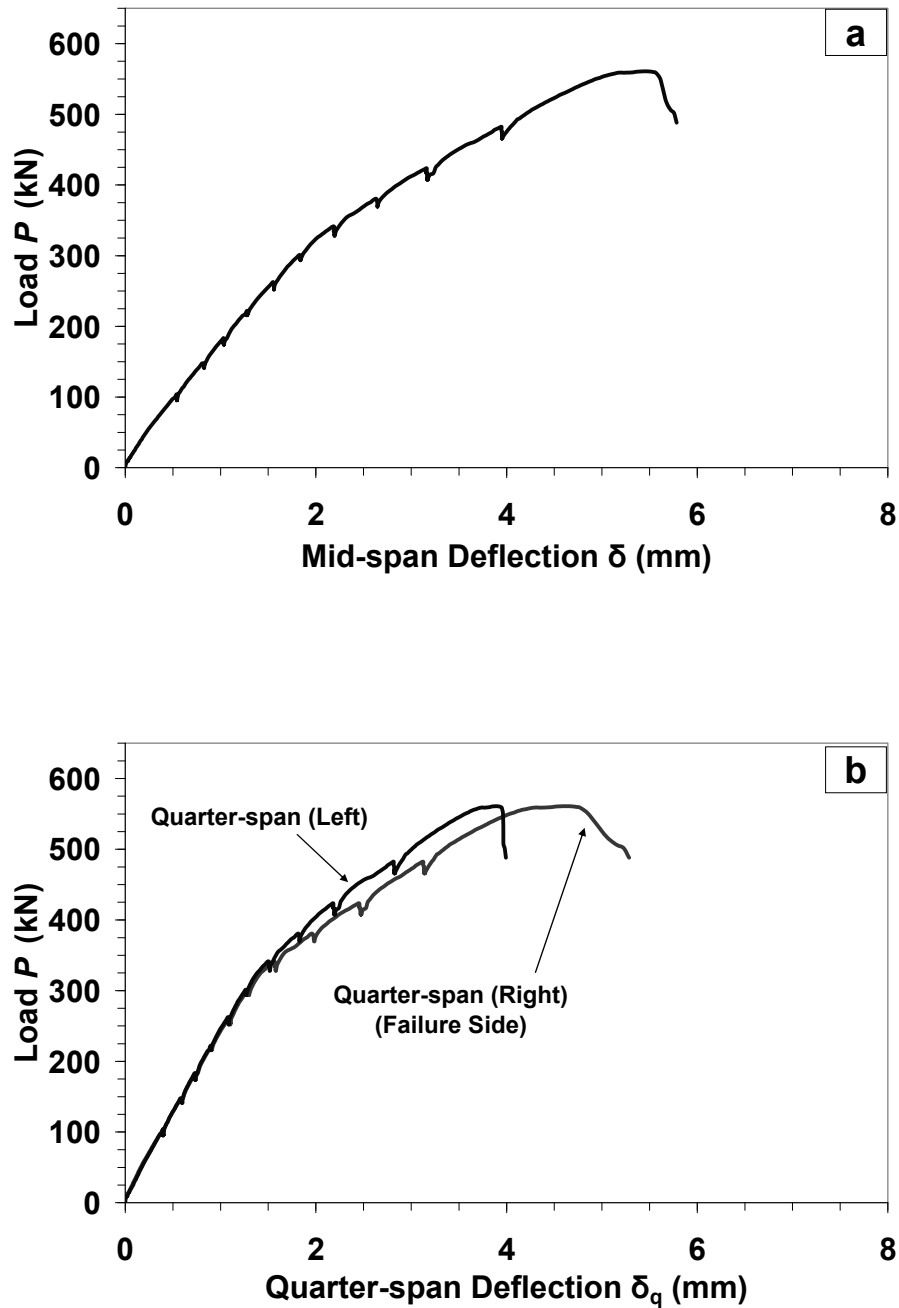 a
600
500
400
300
200
100
0
Load P (kN)
0 2 4 6 8
Mid-span Deflection δ (mm)
b
600
500
400
300
200
100
0
Load P (kN)
Quarter-span (Left)
Quarter-span (Right)
(Failure Side)
0 2 4 6 8
Quarter-span Deflection δq (mm)